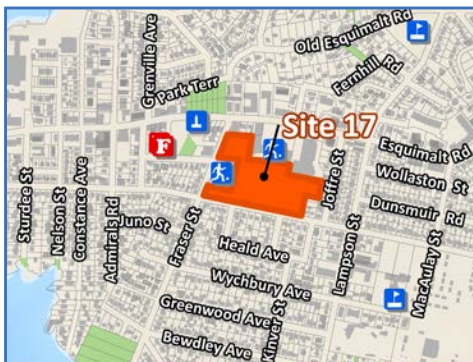 Old Esquimalt Rd
Grenville Ave
Park Terr
Fernhill Rd
F
Site 17
Esquimalt Rd
Wollaston St
Dunsmuir Rd
Joffre St
Sturdee St
Nelson St
Constance Ave
Admirals Rd
Juno St
Fraser St
Heald Ave
Lampson St
MacAulay St
Wychbury Ave
Greenwood Ave
Bewdley Ave
Kinver St